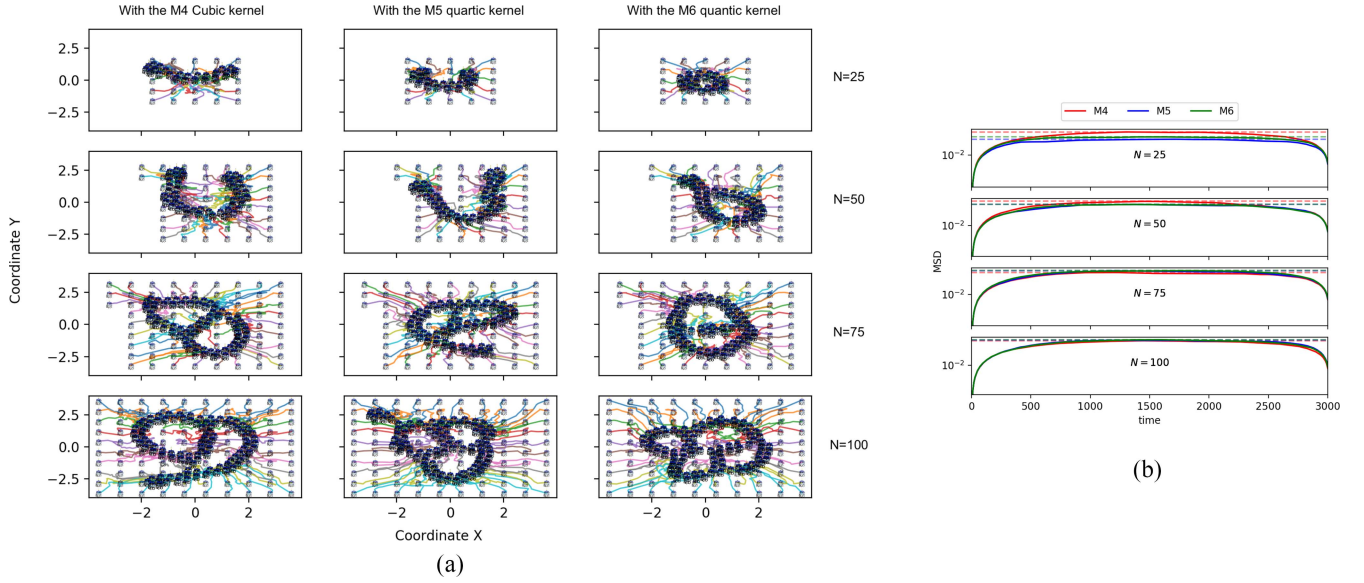 With the M4 Cubic kernel
With the M5 quartic kernel
With the M6 quantic kernel
2.5
0.0
−2.5
N=25
2.5
0.0
−2.5
N=50
2.5
0.0
−2.5
N=75
2.5
0.0
−2.5
N=100
−2 0 2
−2 0 2
−2 0 2
Coordinate Y
Coordinate X
(a)
M4 M5 M6
10−2
N = 25
10−2
N = 50
10−2
N = 75
10−2
N = 100
MSD
0 500 1000 1500 2000 2500 3000
time
(b)